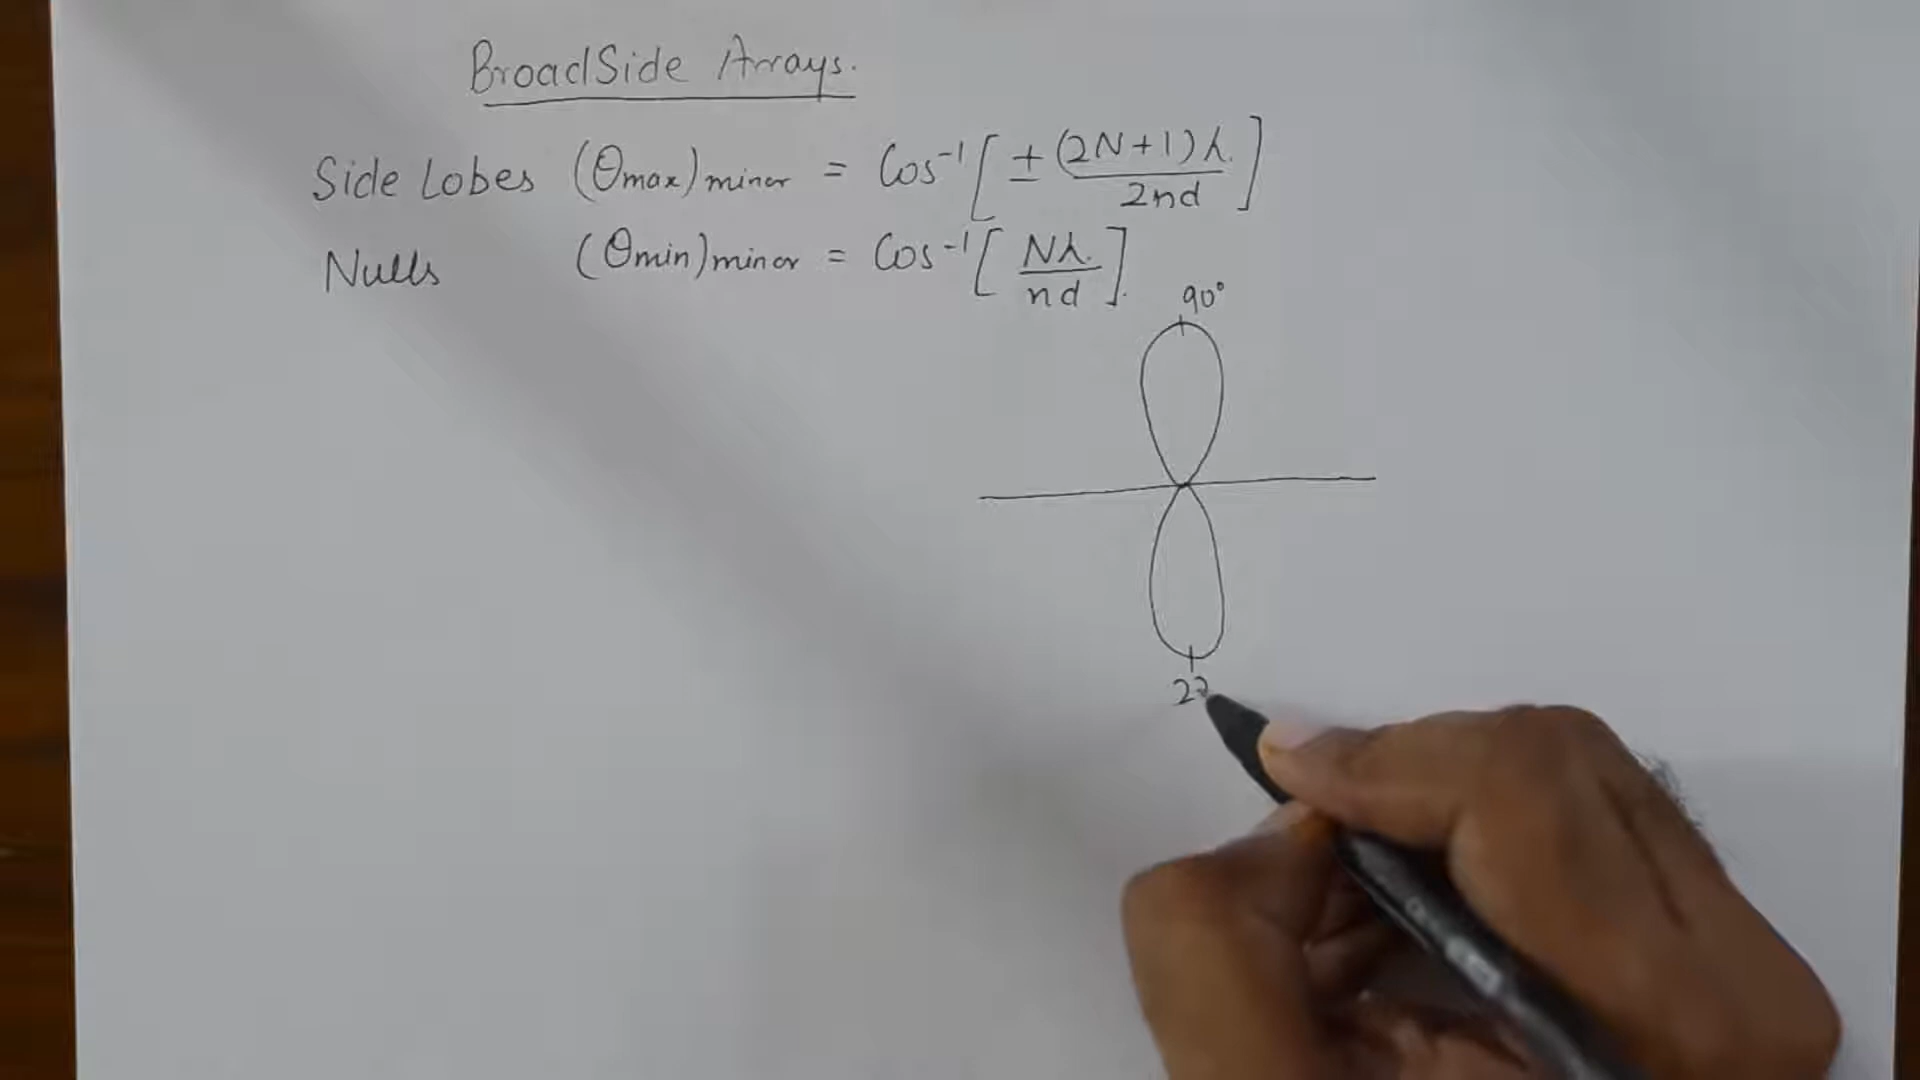 BroadSide Arrays.
Side Lobes (θmax)minor = Cos⁻¹[±(2N+1)λ/2nd]
Nulls (θmin)minor = Cos⁻¹[Nλ/nd].
90°